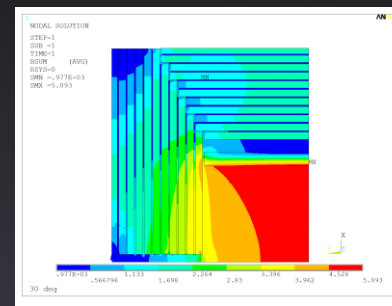 AN
NODAL SOLUTION
STEP=1
SUB =1
TIME=1
BSUM (AVG)
RSYS=0
SMN =.977E-03
SMX =5.093
MN
MX
X
.977E-03 1.133 2.264 3.396 4.528
.566796 1.698 2.83 3.962 5.093
30 deg